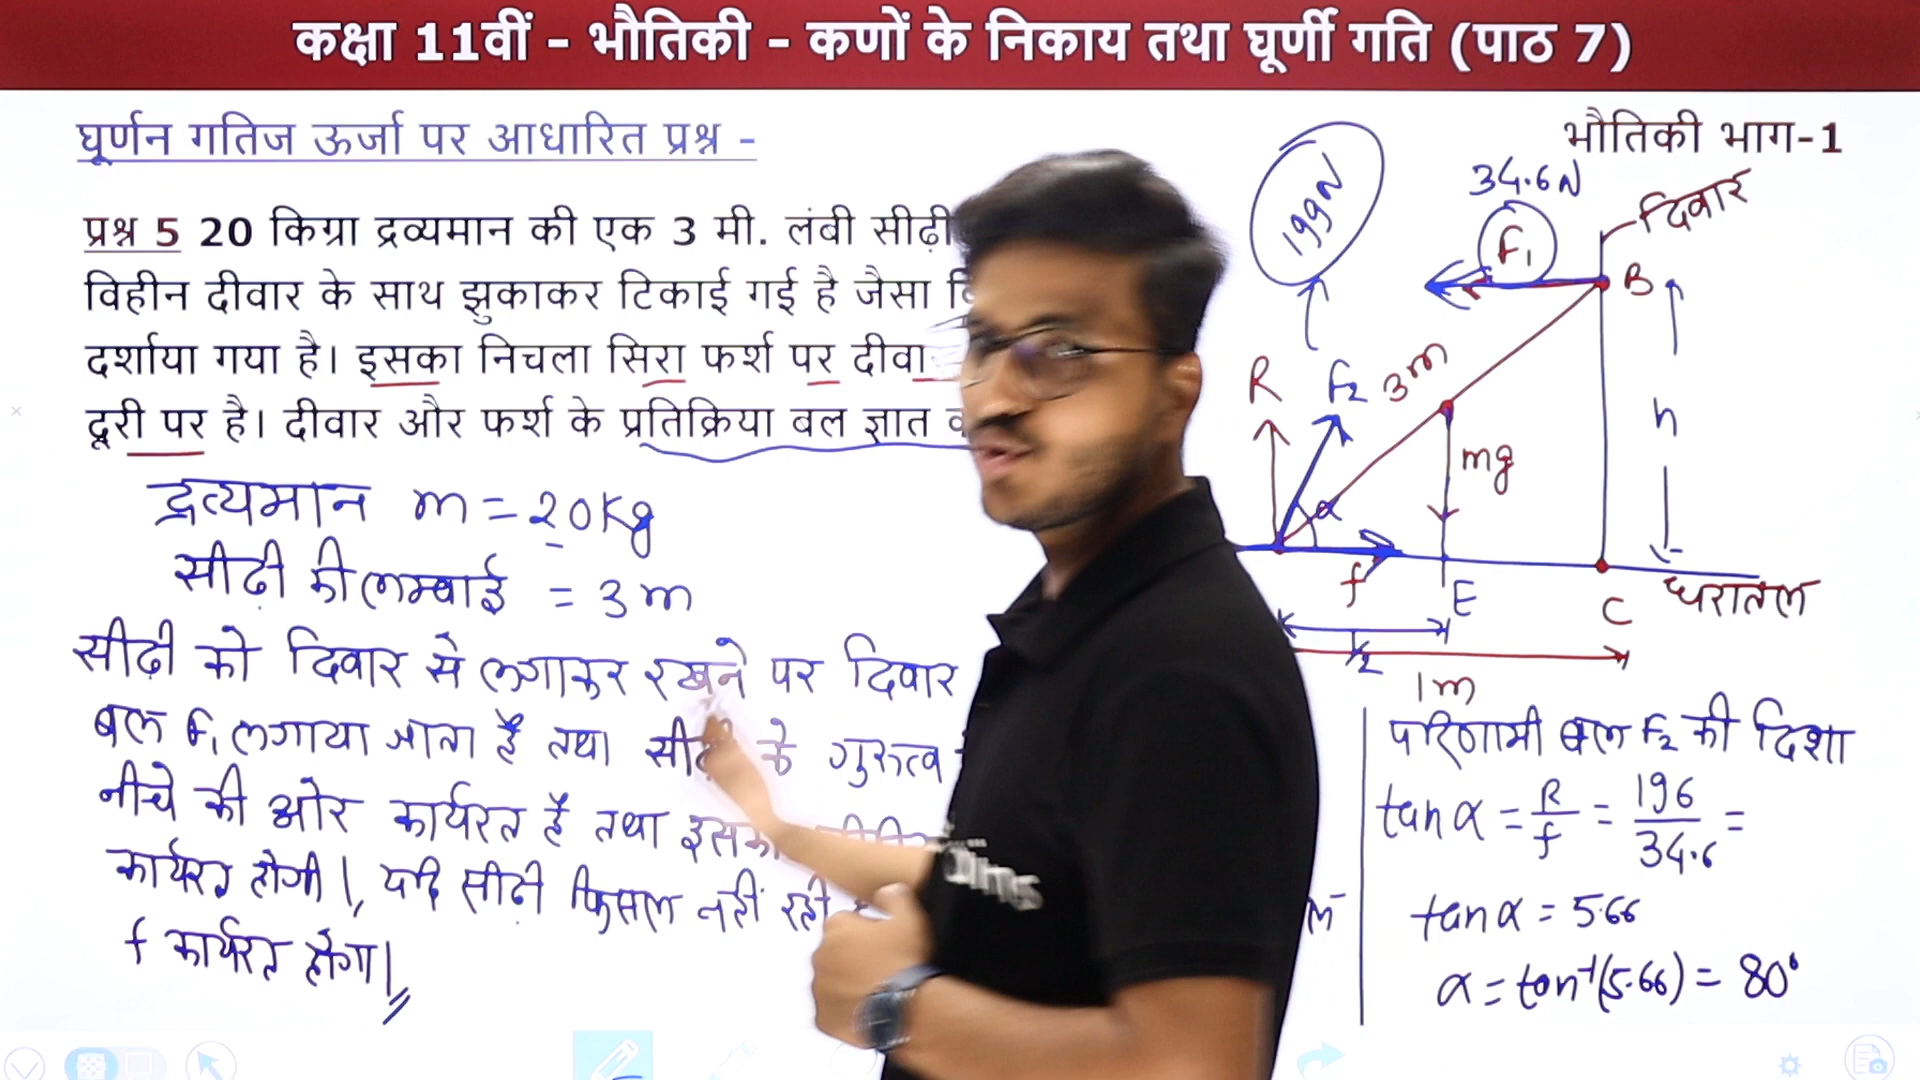 कक्षा 11वीं - भौतिकी - कणों के निकाय तथा घूर्णी गति (पाठ 7)
घूर्णन गतिज ऊर्जा पर आधारित प्रश्न -
भौतिकी भाग-1
प्रश्न 5 20 किग्रा द्रव्यमान की एक 3 मी. लंबी सीढ़ी
विहीन दीवार के साथ झुकाकर टिकाई गई है जैसा
दर्शाया गया है। इसका निचला सिरा फर्श पर
दूरी पर है। दीवार और फर्श के प्रतिक्रिया बल ज्ञात
द्रव्यमान m = 20Kg
सीढी की लम्बाई = 3 m
सीढी को दिवार से लगाकर रखने पर दिवार
बल F₁ लगाया जाता है तथा सीढी के गुरुत्व
नीचे की ओर कार्यरत है तथा
कार्यरत होगी।, यदि सीढी फिसल नहीं रही
f कार्यरत होगा।
199N
34.6N
F₁
दिवार
B
R
F₂
3m
h
mg
α
f
E
C
धरातल
1m
परिणामी बल F₂ की दिशा
tan α = R/f = 196/34.6 =
tan α = 5.66
α = tan⁻¹(5.66) = 80°